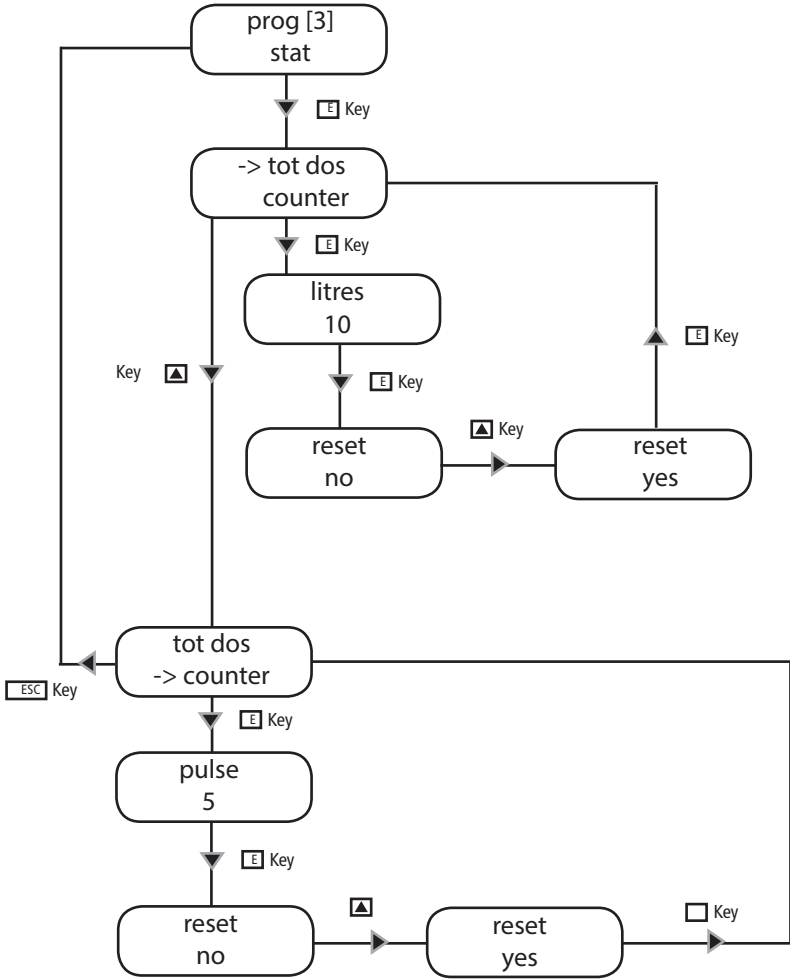 prog [3]
stat
E Key
-> tot dos
counter
E Key
litres
10
Key
E Key
E Key
reset
no
Key
reset
yes
tot dos
-> counter
ESC Key
E Key
pulse
5
E Key
reset
no
reset
yes
Key